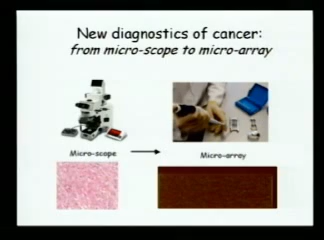 New diagnostics of cancer:
from micro-scope to micro-array
Micro-scope
Micro-array